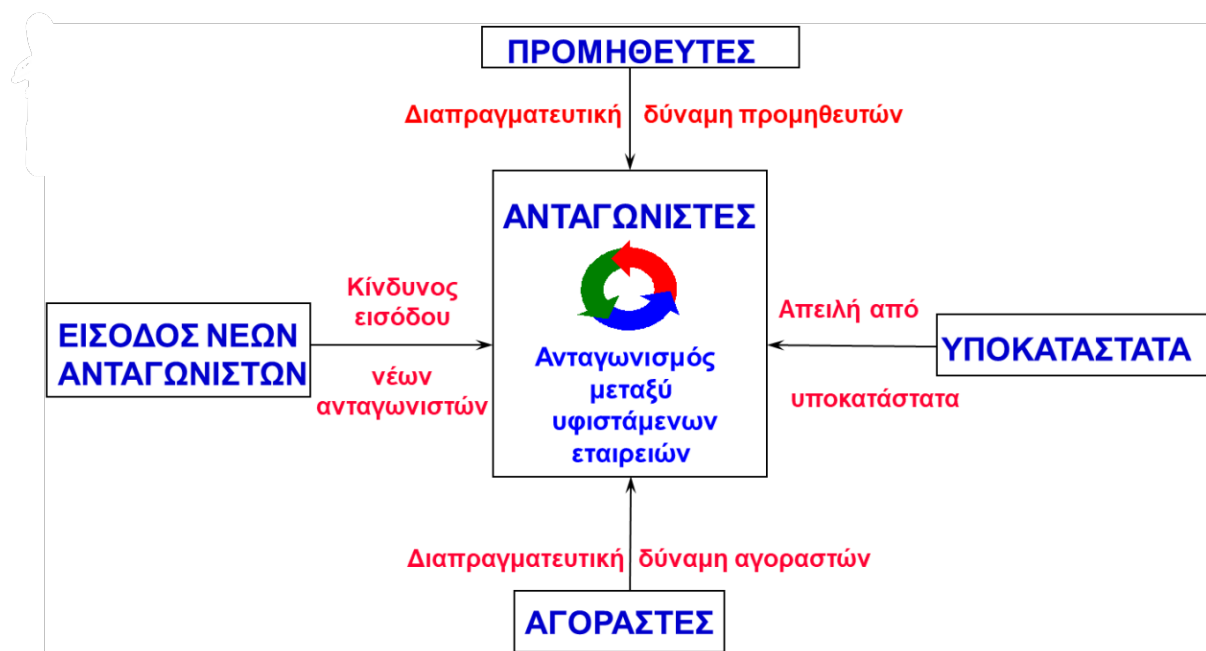 ΠΡΟΜΗΘΕΥΤΕΣ
Διαπραγματευτική δύναμη προμηθευτών
ΑΝΤΑΓΩΝΙΣΤΕΣ
Κίνδυνος
εισόδου
νέων
ανταγωνιστών
ΕΙΣΟΔΟΣ ΝΕΩΝ
ΑΝΤΑΓΩΝΙΣΤΩΝ
Ανταγωνισμός
μεταξύ
υφιστάμενων
εταιρειών
Απειλή από
υποκατάστατα
ΥΠΟΚΑΤΑΣΤΑΤΑ
Διαπραγματευτική δύναμη αγοραστών
ΑΓΟΡΑΣΤΕΣ